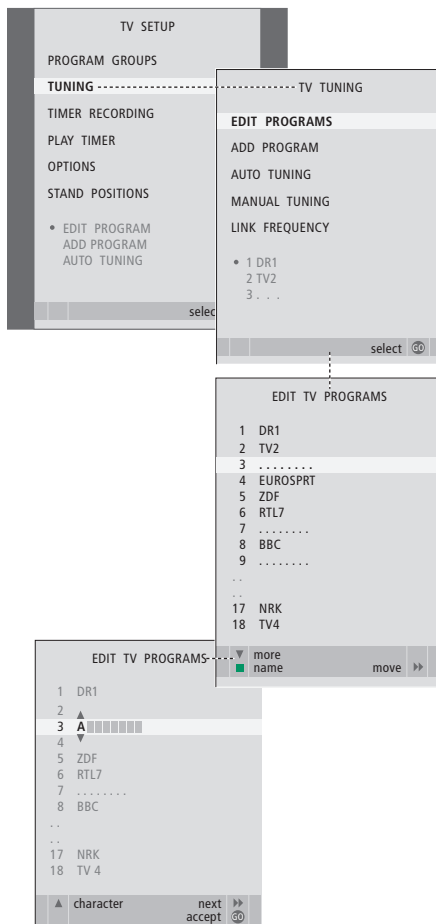 TV SETUP
PROGRAM GROUPS
TUNING
TIMER RECORDING
PLAY TIMER
OPTIONS
STAND POSITIONS
• EDIT PROGRAM
ADD PROGRAM
AUTO TUNING
selec
TV TUNING
EDIT PROGRAMS
ADD PROGRAM
AUTO TUNING
MANUAL TUNING
LINK FREQUENCY
• 1 DR1
2 TV2
3 . . .
select GO
EDIT TV PROGRAMS
1 DR1
2 TV2
3 . . . . . . . .
4 EUROSPRT
5 ZDF
6 RTL7
7 . . . . . . . .
8 BBC
9 . . . . . . . .
. .
. .
17 NRK
18 TV4
more
name move
EDIT TV PROGRAMS
1 DR1
2
3 A
4
5 ZDF
6 RTL7
7 . . . . . . . .
8 BBC
. .
. .
17 NRK
18 TV 4
character next
accept GO